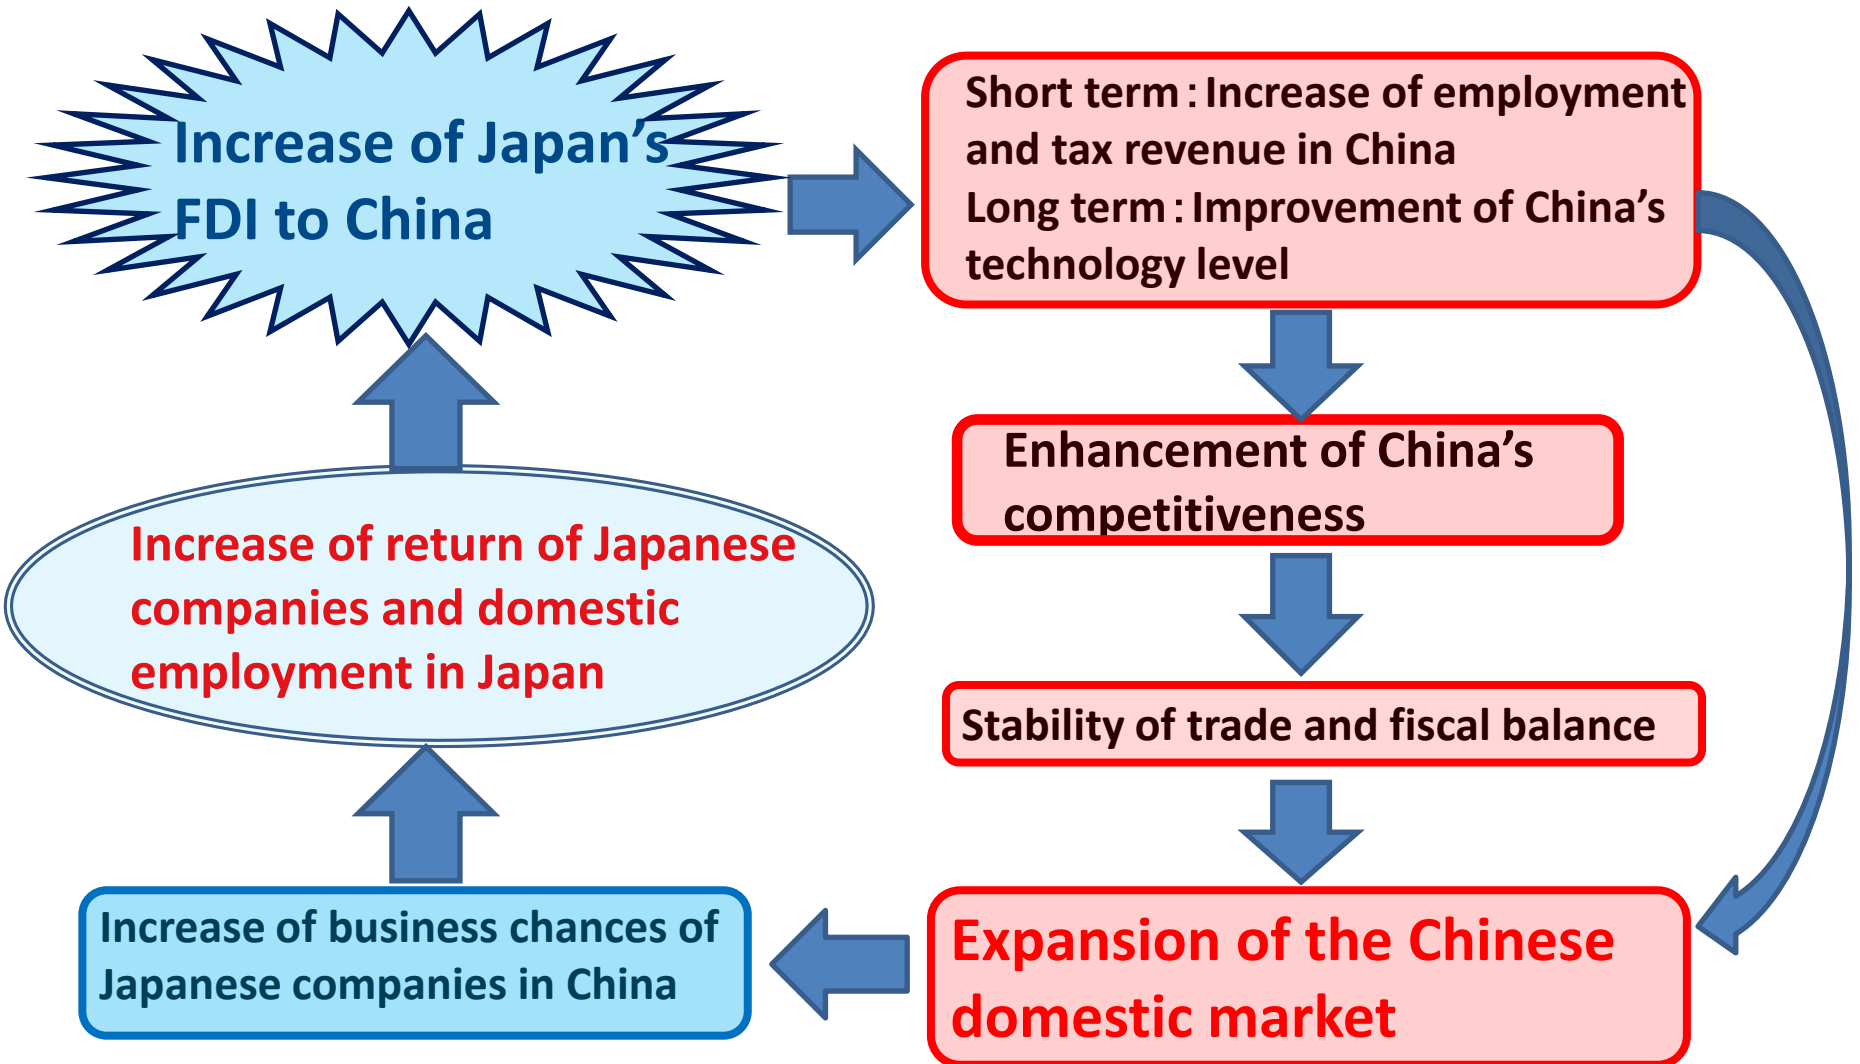 Increase of Japan’s
FDI to China
Short term：Increase of employment
and tax revenue in China
Long term：Improvement of China’s
technology level
Enhancement of China’s
competitiveness
Stability of trade and fiscal balance
Expansion of the Chinese
domestic market
Increase of business chances of
Japanese companies in China
Increase of return of Japanese
companies and domestic
employment in Japan